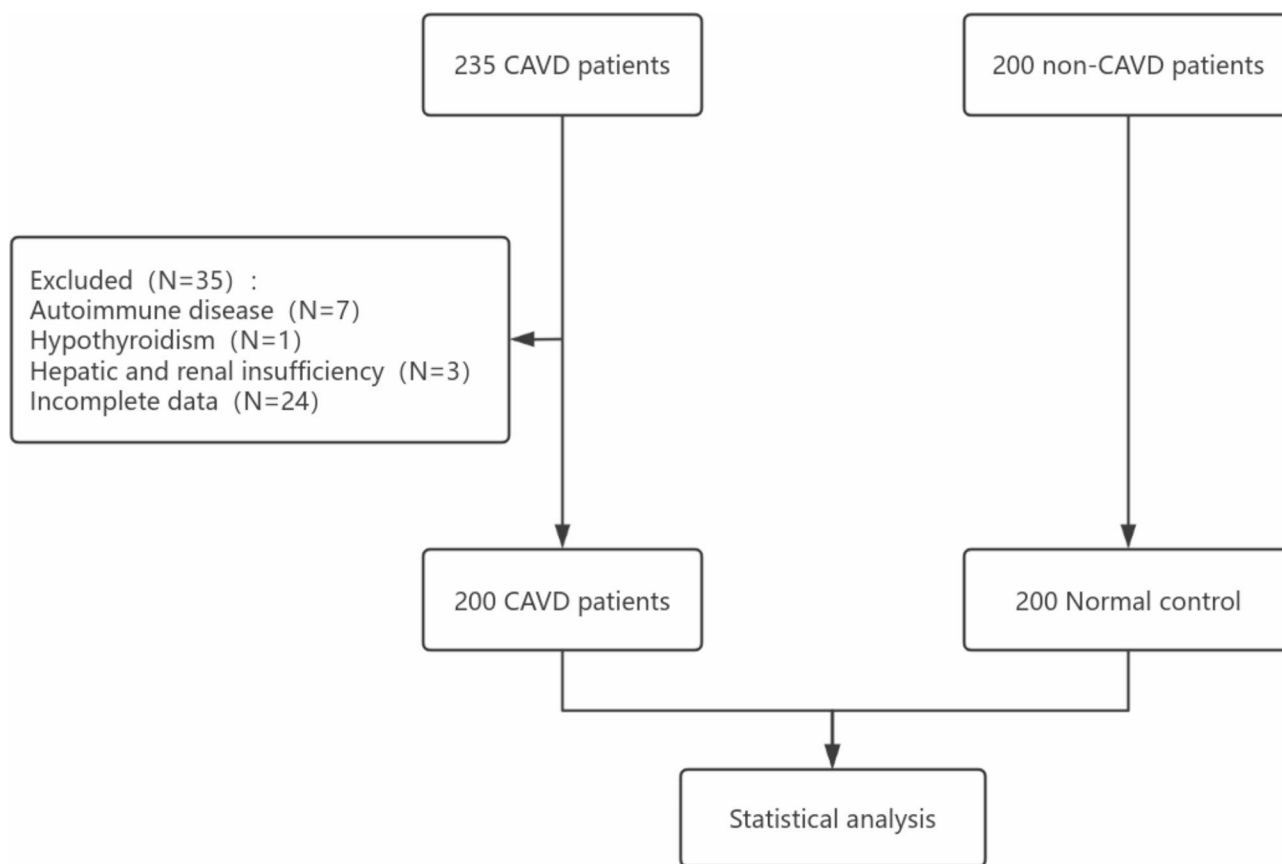 235 CAVD patients
200 non-CAVD patients
Excluded（N=35）:
Autoimmune disease（N=7）
Hypothyroidism（N=1）
Hepatic and renal insufficiency（N=3）
Incomplete data（N=24）
200 CAVD patients
200 Normal control
Statistical analysis